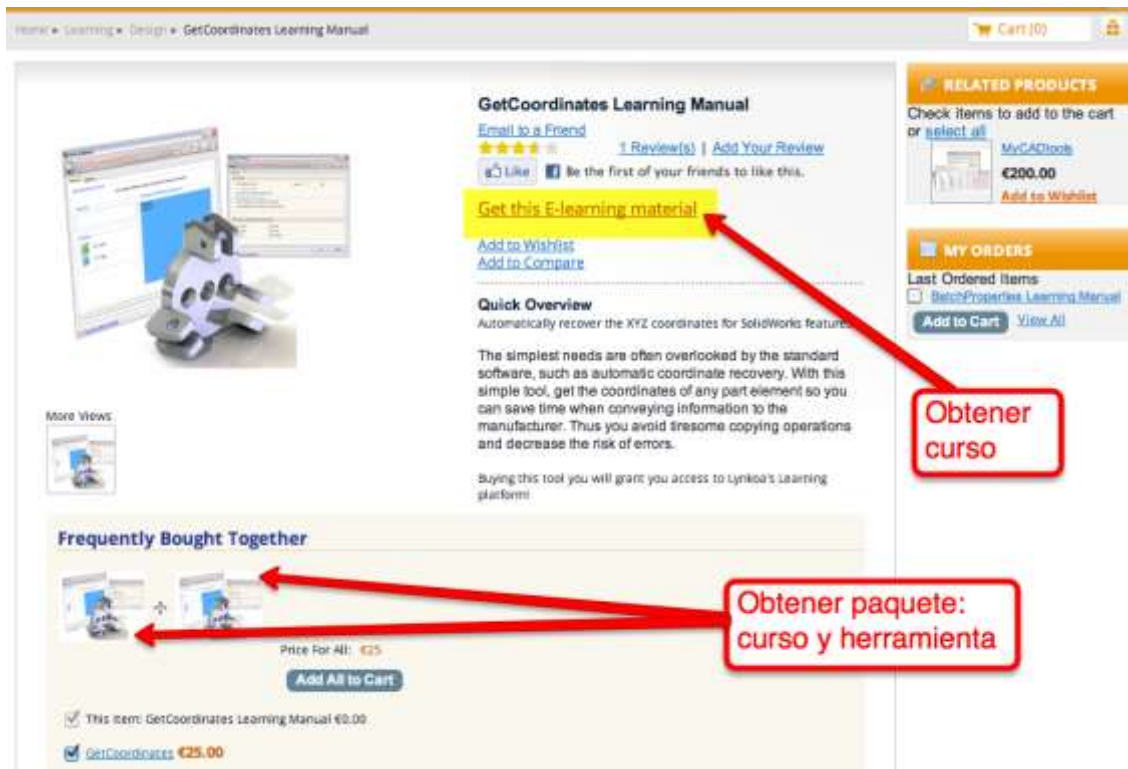 Home » Learning » Design » GetCoordinates Learning Manual
Cart (0)
GetCoordinates Learning Manual
Email to a Friend
1 Review(s) | Add Your Review
Like Be the first of your friends to like this.
Get this E-learning material
Add to Wishlist
Add to Compare
Quick Overview
Automatically recover the XYZ coordinates for SolidWorks features
The simplest needs are often overlooked by the standard
software, such as automatic coordinate recovery. With this
simple tool, get the coordinates of any part element so you
can save time when conveying information to the
manufacturer. Thus you avoid tiresome copying operations
and decrease the risk of errors.
Buying this tool you will grant you access to Lynkoa's Learning
platform!
More Views
RELATED PRODUCTS
Check items to add to the cart
or select all
MyCADtools
€200.00
Add to Wishlist
MY ORDERS
Last Ordered Items
BatchProperties Learning Manual
Add to Cart View All
Obtener
curso
Frequently Bought Together
Obtener paquete:
curso y herramienta
Price For All: €25
Add All to Cart
This item: GetCoordinates Learning Manual €0.00
GetCoordinates €25.00